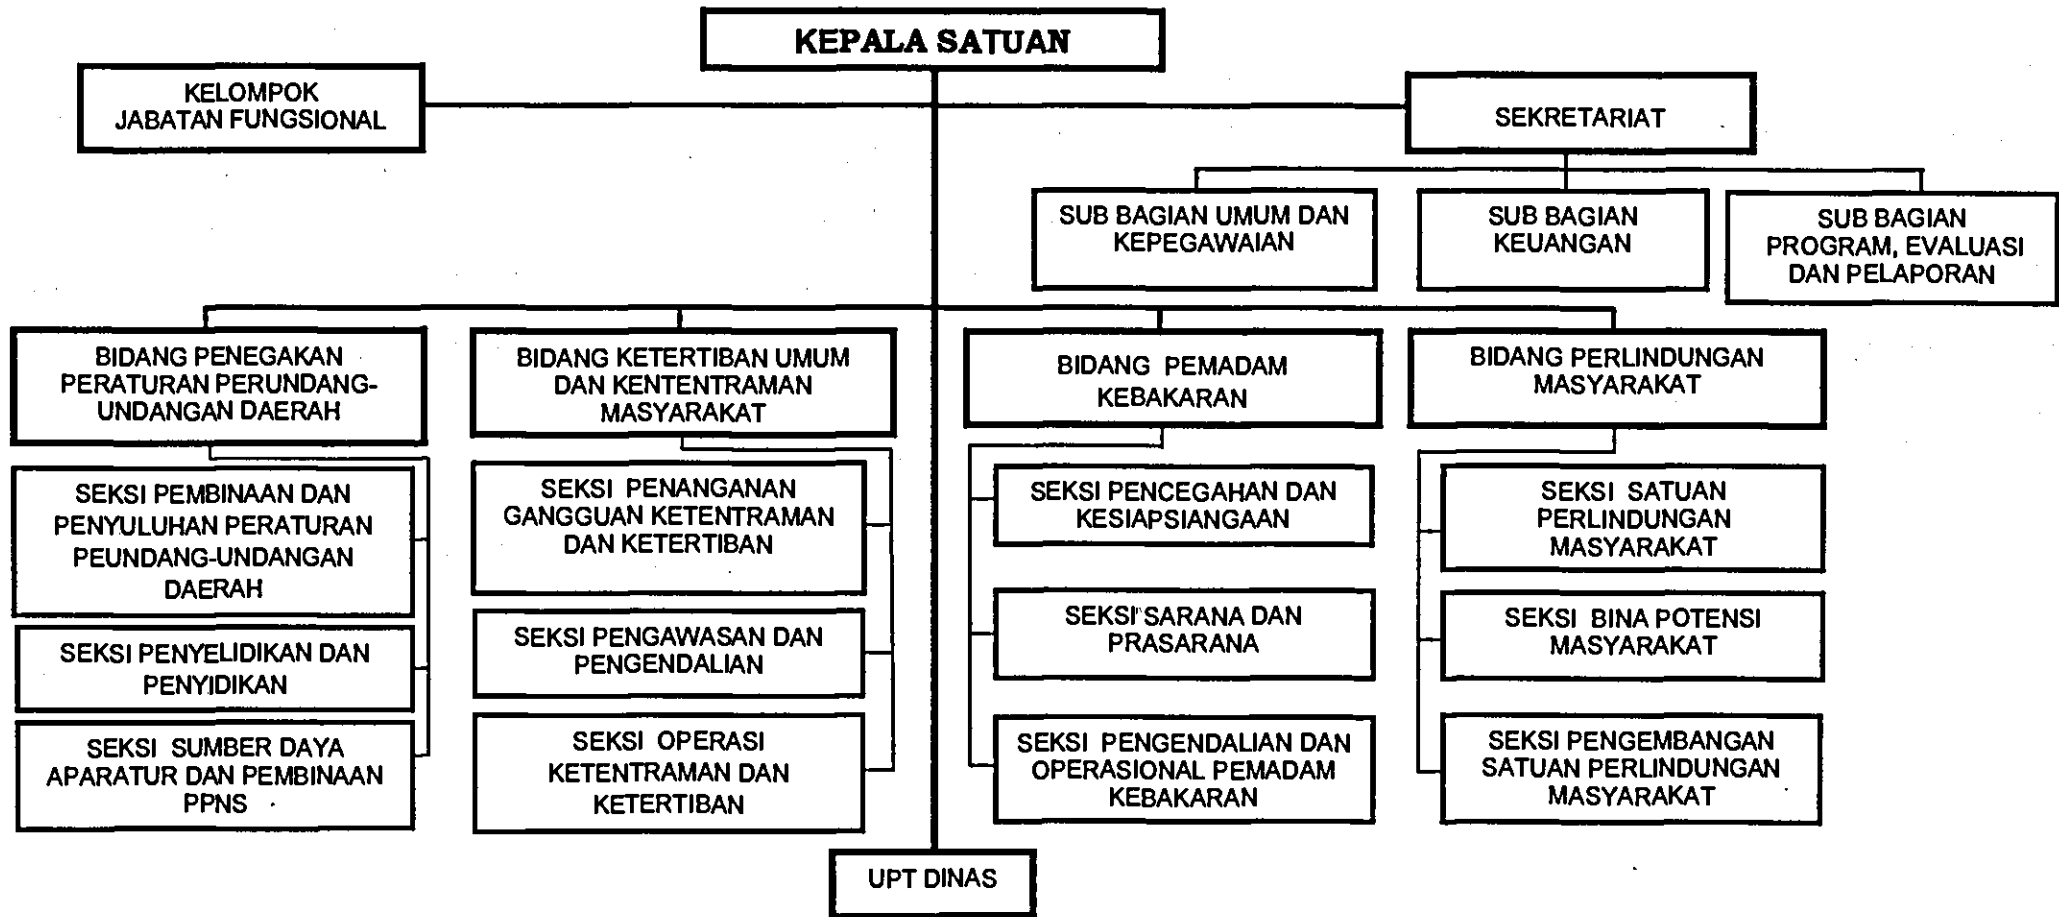 KEPALA SATUAN
KELOMPOK
JABATAN FUNGSIONAL
SEKRETARIAT
SUB BAGIAN UMUM DAN
KEPEGAWAIAN
SUB BAGIAN
KEUANGAN
SUB BAGIAN
PROGRAM, EVALUASI
DAN PELAPORAN
BIDANG PENEGAKAN
PERATURAN PERUNDANG-
UNDANGAN DAERAH
BIDANG KETERTIBAN UMUM
DAN KENTENTRAMAN
MASYARAKAT
BIDANG PEMADAM
KEBAKARAN
BIDANG PERLINDUNGAN
MASYARAKAT
SEKSI PEMBINAAN DAN
PENYULUHAN PERATURAN
PEUNDANG-UNDANGAN
DAERAH
SEKSI PENYELIDIKAN DAN
PENYIDIKAN
SEKSI SUMBER DAYA
APARATUR DAN PEMBINAAN
PPNS
SEKSI PENANGANAN
GANGGUAN KETENTRAMAN
DAN KETERTIBAN
SEKSI PENGAWASAN DAN
PENGENDALIAN
SEKSI OPERASI
KETENTRAMAN DAN
KETERTIBAN
SEKSI PENCEGAHAN DAN
KESIAPSIANGAAN
SEKSI SARANA DAN
PRASARANA
SEKSI PENGENDALIAN DAN
OPERASIONAL PEMADAM
KEBAKARAN
SEKSI SATUAN
PERLINDUNGAN
MASYARAKAT
SEKSI BINA POTENSI
MASYARAKAT
SEKSI PENGEMBANGAN
SATUAN PERLINDUNGAN
MASYARAKAT
UPT DINAS